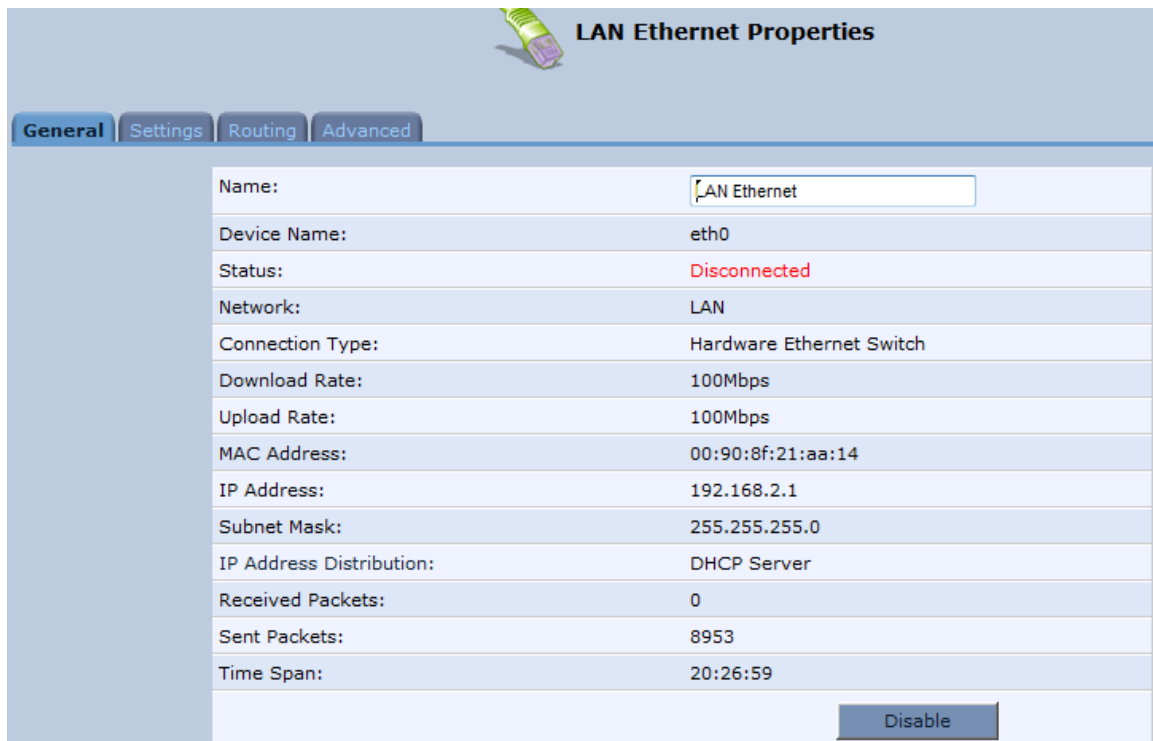 LAN Ethernet Properties
General Settings Routing Advanced
Name: LAN Ethernet
Device Name: eth0
Status: Disconnected
Network: LAN
Connection Type: Hardware Ethernet Switch
Download Rate: 100Mbps
Upload Rate: 100Mbps
MAC Address: 00:90:8f:21:aa:14
IP Address: 192.168.2.1
Subnet Mask: 255.255.255.0
IP Address Distribution: DHCP Server
Received Packets: 0
Sent Packets: 8953
Time Span: 20:26:59
Disable